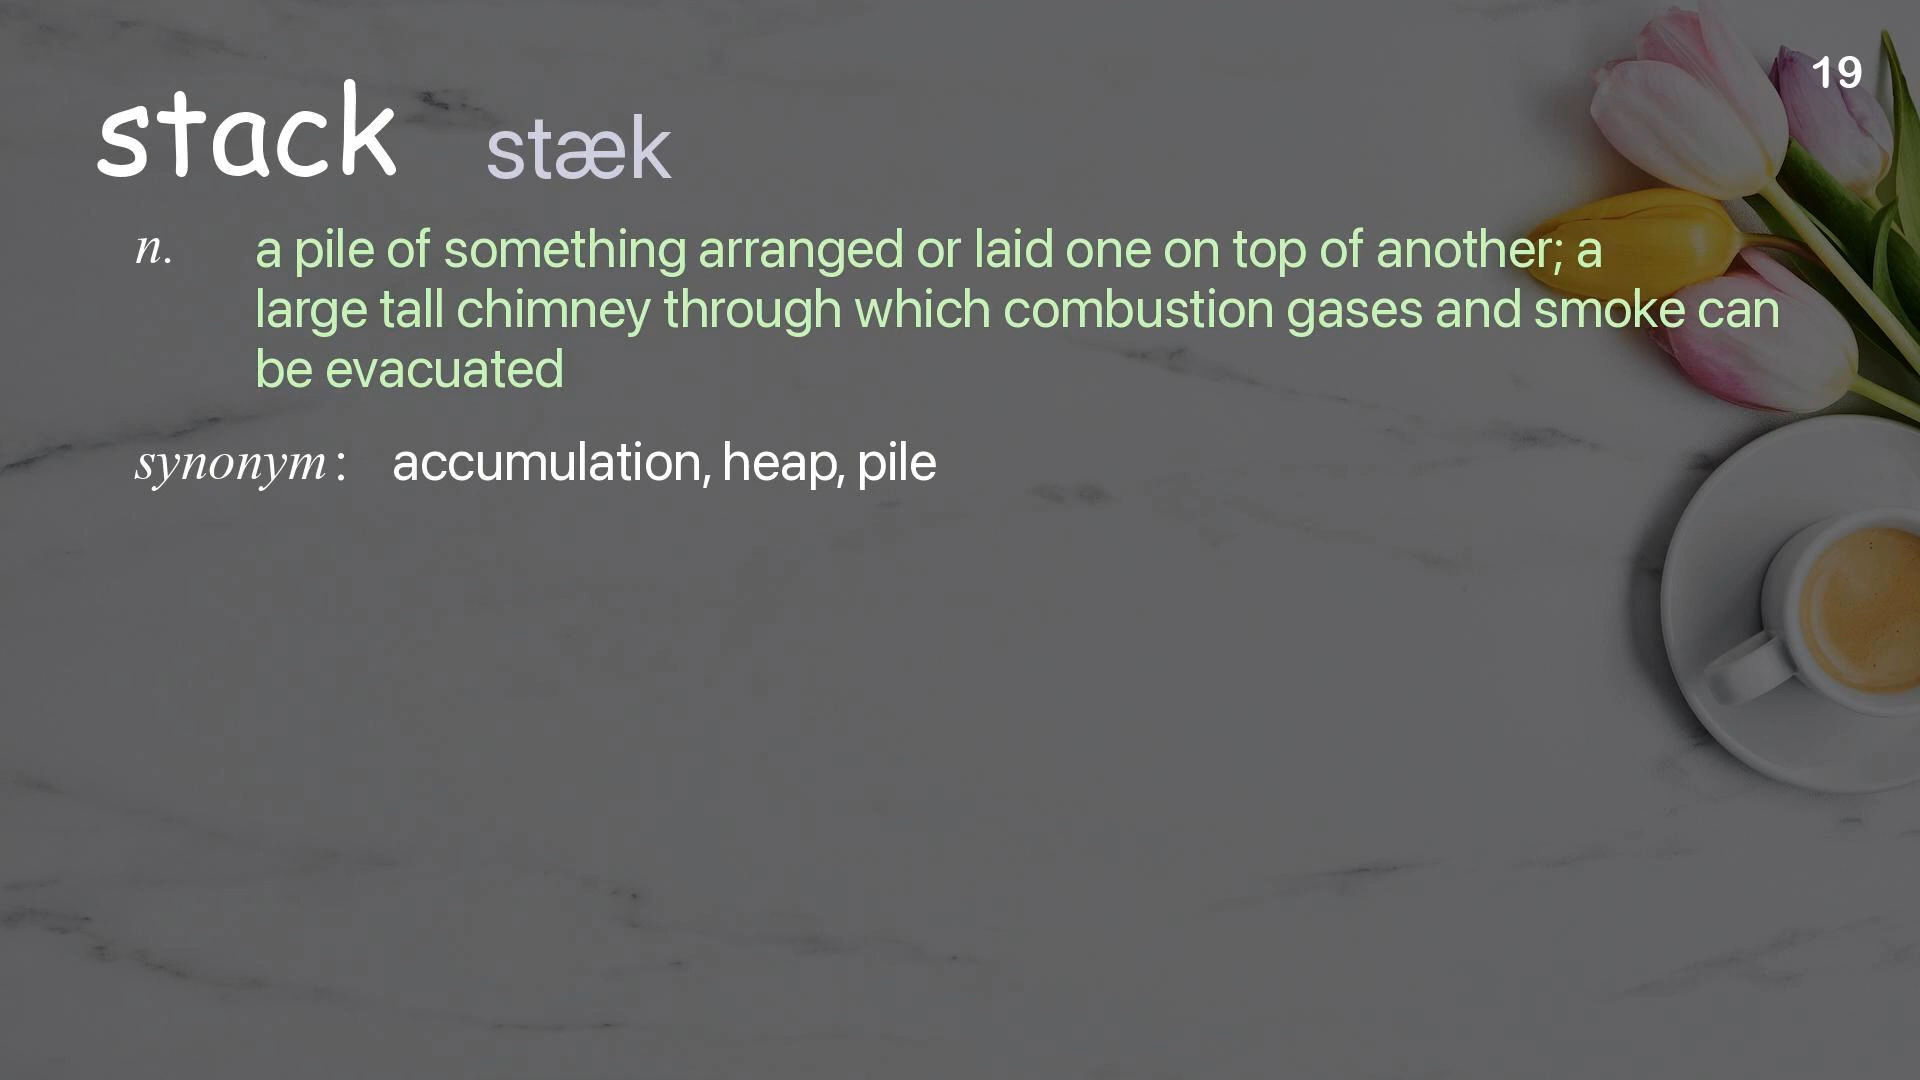 19
stack stæk
n. a pile of something arranged or laid one on top of another; a
large tall chimney through which combustion gases and smoke can
be evacuated
synonym: accumulation, heap, pile